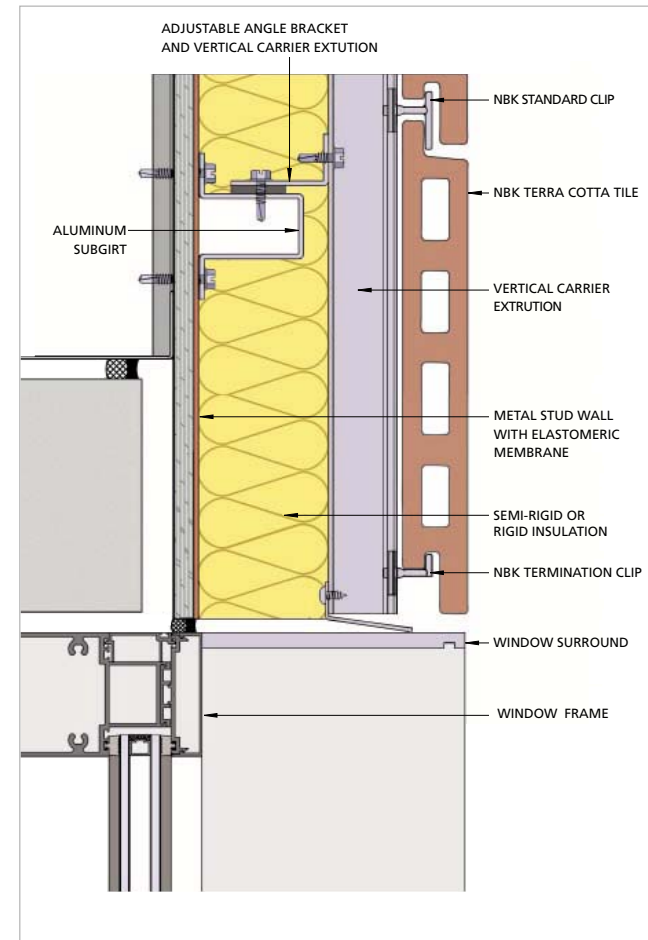 ADJUSTABLE ANGLE BRACKET
AND VERTICAL CARRIER EXTUTION
NBK STANDARD CLIP
NBK TERRA COTTA TILE
ALUMINUM
SUBGIRT
VERTICAL CARRIER
EXTRUTION
METAL STUD WALL
WITH ELASTOMERIC
MEMBRANE
SEMI-RIGID OR
RIGID INSULATION
NBK TERMINATION CLIP
WINDOW SURROUND
WINDOW FRAME